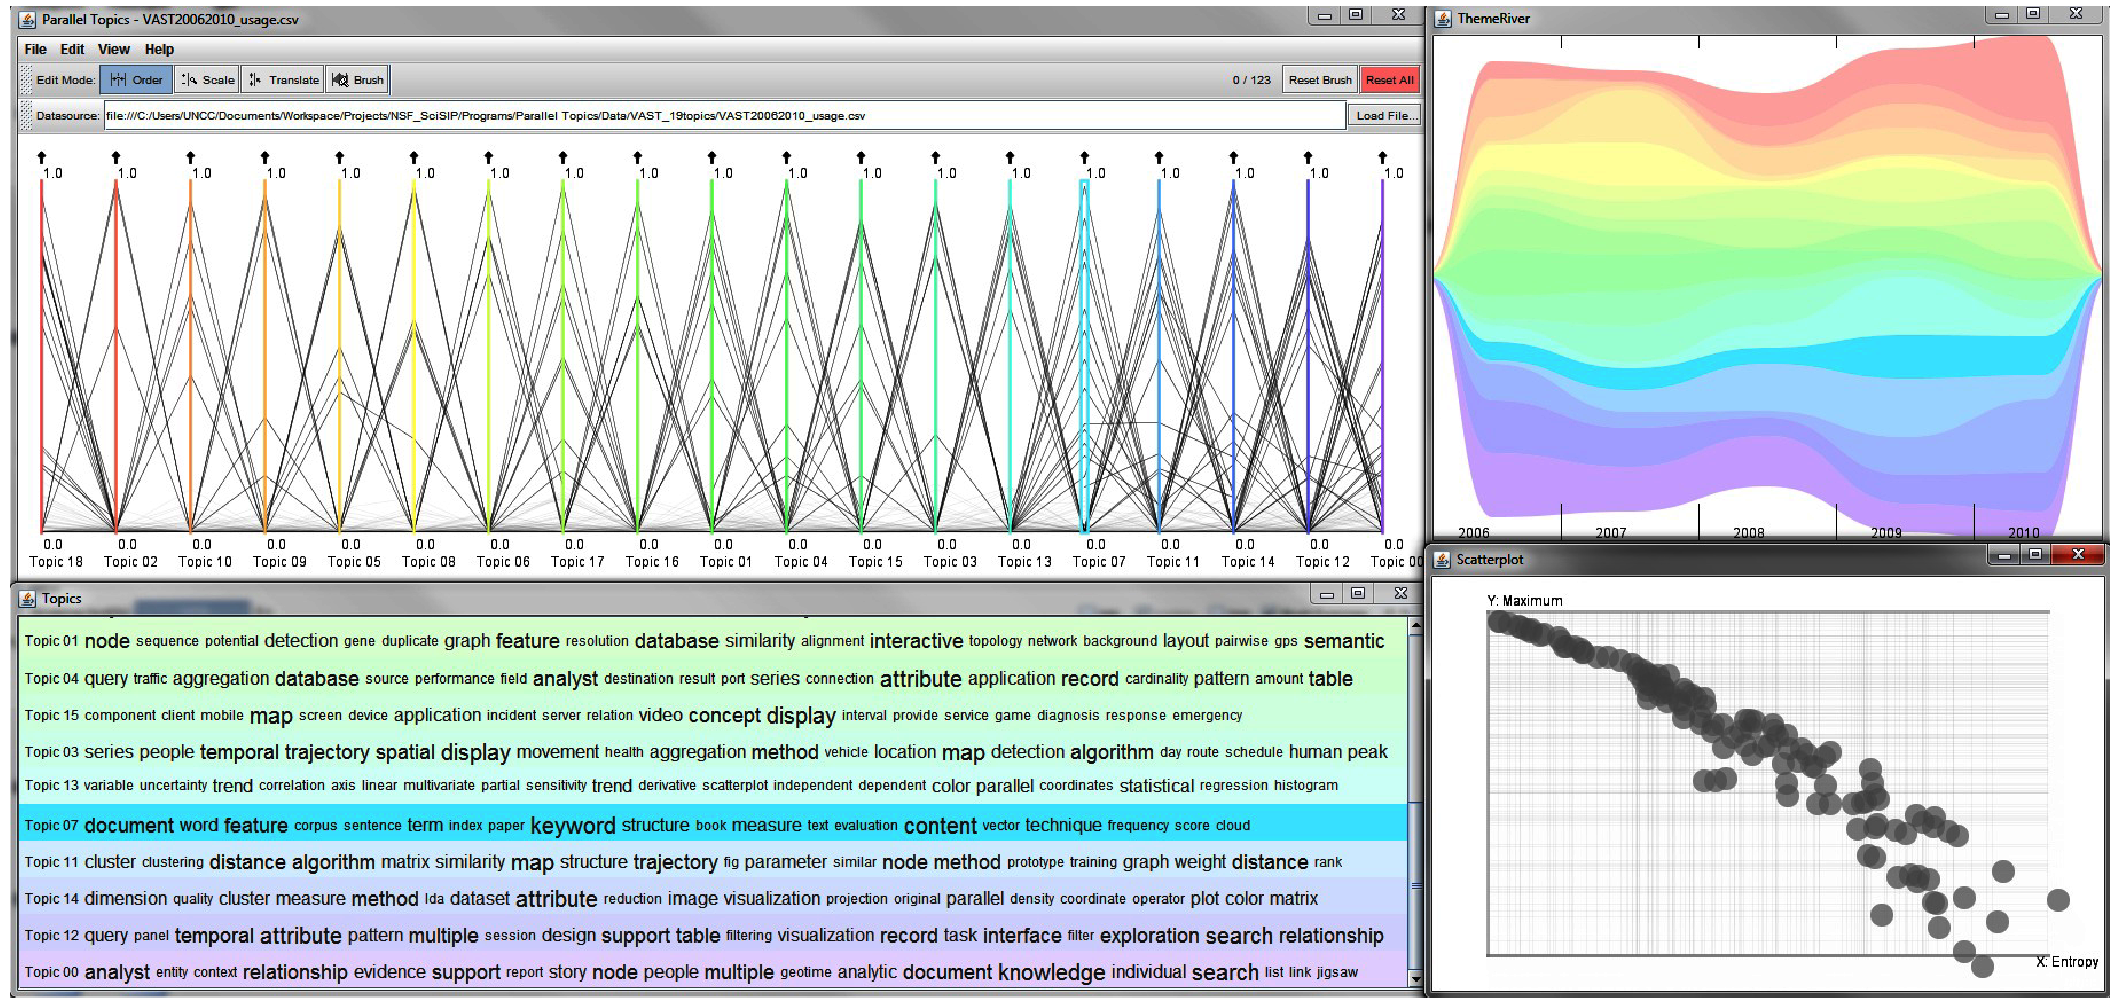 Parallel Topics - VAST20062010_usage.csv
File Edit View Help
Edit Mode: Order Scale Translate Brush 0 / 123 Reset Brush Reset All
Datasource: file:///C:/Users/UNCC/Documents/Workspace/Projects/NSF_SciSIP/Programs/Parallel Topics/Data/VAST_19topics/VAST20062010_usage.csv Load File...
1.0 1.0 1.0 1.0 1.0 1.0 1.0 1.0 1.0 1.0 1.0 1.0 1.0 1.0 1.0 1.0 1.0 1.0 1.0
0.0 0.0 0.0 0.0 0.0 0.0 0.0 0.0 0.0 0.0 0.0 0.0 0.0 0.0 0.0 0.0 0.0 0.0 0.0
Topic 18 Topic 02 Topic 10 Topic 09 Topic 05 Topic 08 Topic 06 Topic 17 Topic 16 Topic 01 Topic 04 Topic 15 Topic 03 Topic 13 Topic 07 Topic 11 Topic 14 Topic 12 Topic 00
ThemeRiver
2006 2007 2008 2009 2010
Topics
Topic 01 node sequence potential detection gene duplicate graph feature resolution database similarity alignment interactive topology network background layout pairwise gps semantic
Topic 04 query traffic aggregation database source performance field analyst destination result port series connection attribute application record cardinality pattern amount table
Topic 15 component client mobile map screen device application incident server relation video concept display interval provide service game diagnosis response emergency
Topic 03 series people temporal trajectory spatial display movement health aggregation method vehicle location map detection algorithm day route schedule human peak
Topic 13 variable uncertainty trend correlation axis linear multivariate partial sensitivity trend derivative scatterplot independent dependent color parallel coordinates statistical regression histogram
Topic 07 document word feature corpus sentence term index paper keyword structure book measure text evaluation content vector technique frequency score cloud
Topic 11 cluster clustering distance algorithm matrix similarity map structure trajectory fig parameter similar node method prototype training graph weight distance rank
Topic 14 dimension quality cluster measure method lda dataset attribute reduction image visualization projection original parallel density coordinate operator plot color matrix
Topic 12 query panel temporal attribute pattern multiple session design support table filtering visualization record task interface filter exploration search relationship
Topic 00 analyst entity context relationship evidence support report story node people multiple geotime analytic document knowledge individual search list link jigsaw
Scatterplot
Y: Maximum
X: Entropy